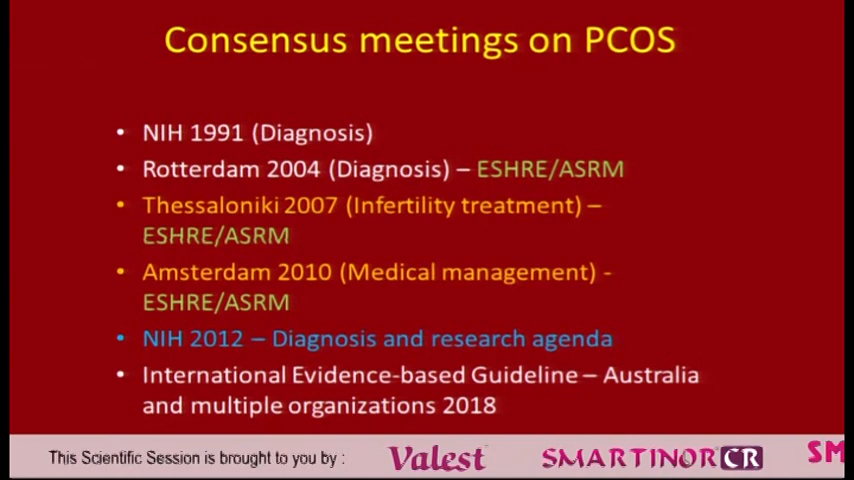 Consensus meetings on PCOS
• NIH 1991 (Diagnosis)
• Rotterdam 2004 (Diagnosis) – ESHRE/ASRM
• Thessaloniki 2007 (Infertility treatment) –
ESHRE/ASRM
• Amsterdam 2010 (Medical management) -
ESHRE/ASRM
• NIH 2012 – Diagnosis and research agenda
• International Evidence-based Guideline – Australia
and multiple organizations 2018
This Scientific Session is brought to you by : Valest SMARTINOR CR SM